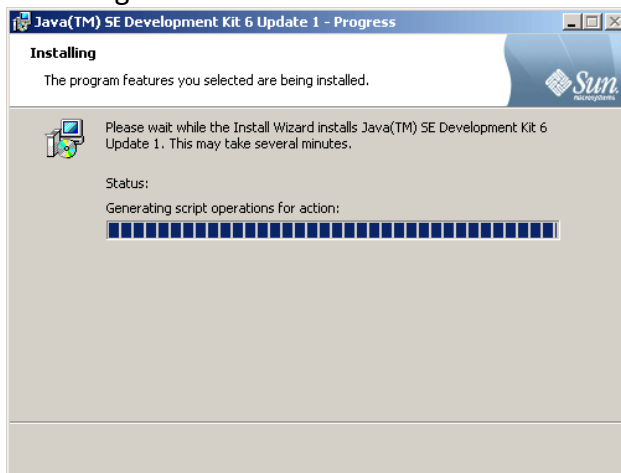 Java(TM) SE Development Kit 6 Update 1 - Progress
Installing
The program features you selected are being installed.
Sun
microsystems
Please wait while the Install Wizard installs Java(TM) SE Development Kit 6
Update 1. This may take several minutes.
Status:
Generating script operations for action: